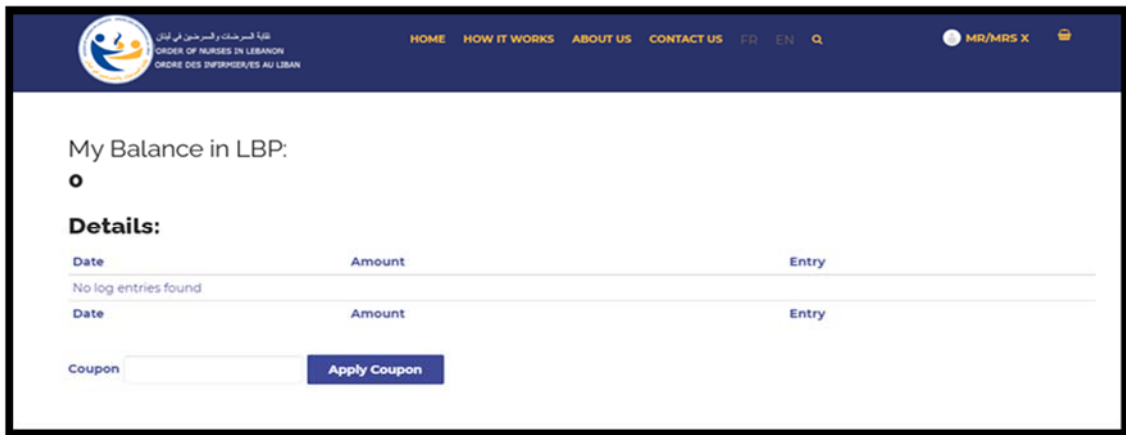 نقابة الممرضات والممرضين في لبنان
ORDER OF NURSES IN LEBANON
ORDRE DES INFIRMIER/ES AU LIBAN
HOME HOW IT WORKS ABOUT US CONTACT US FR EN MR/MRS X
My Balance in LBP:
0
Details:
Date Amount Entry
No log entries found
Date Amount Entry
Coupon Apply Coupon